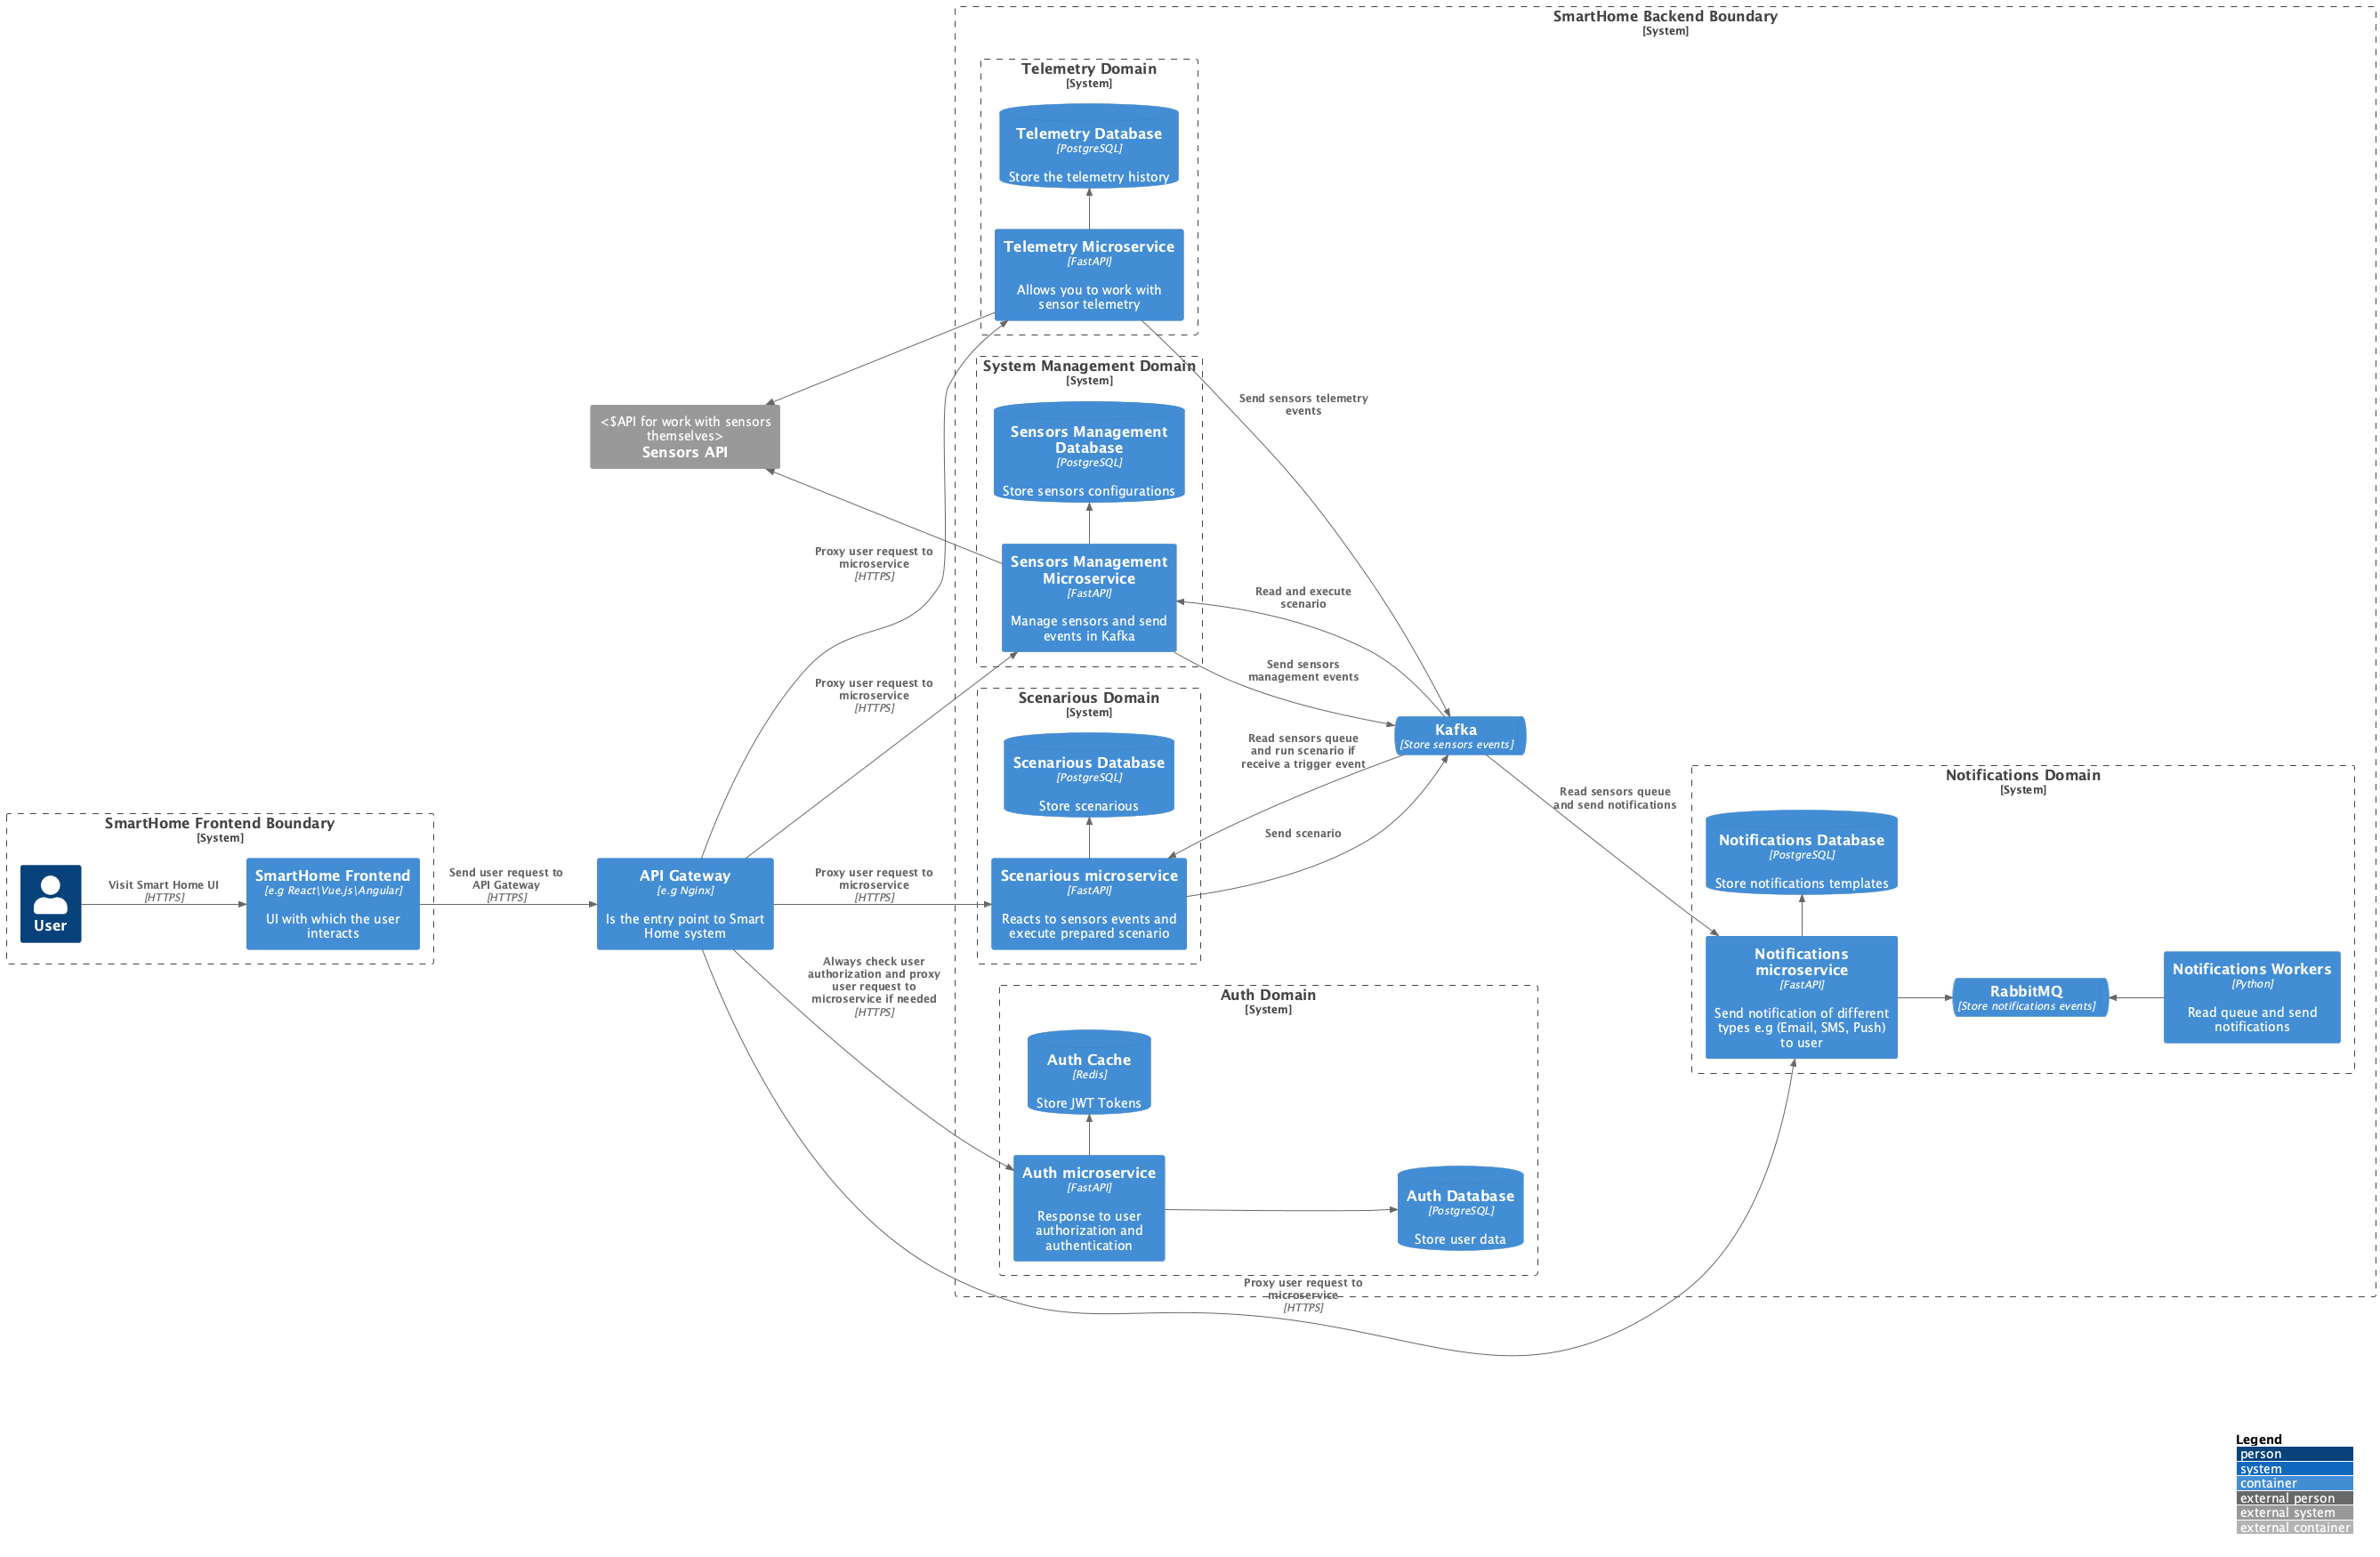 SmartHome Backend Boundary
[System]
Telemetry Domain
[System]
Telemetry Database
[PostgreSQL]
Store the telemetry history
Telemetry Microservice
[FastAPI]
Allows you to work with
sensor telemetry
System Management Domain
[System]
Sensors Management
Database
[PostgreSQL]
Store sensors configurations
Sensors Management
Microservice
[FastAPI]
Manage sensors and send
events in Kafka
Scenarious Domain
[System]
Scenarious Database
[PostgreSQL]
Store scenarious
Scenarious microservice
[FastAPI]
Reacts to sensors events and
execute prepared scenario
Auth Domain
[System]
Auth Cache
[Redis]
Store JWT Tokens
Auth microservice
[FastAPI]
Response to user
authorization and
authentication
Auth Database
[PostgreSQL]
Store user data
Kafka
[Store sensors events]
Notifications Domain
[System]
Notifications Database
[PostgreSQL]
Store notifications templates
Notifications
microservice
[FastAPI]
Send notification of different
types e.g (Email, SMS, Push)
to user
RabbitMQ
[Store notifications events]
Notifications Workers
[Python]
Read queue and send
notifications
<$API for work with sensors
themselves>
Sensors API
SmartHome Frontend Boundary
[System]
User
Visit Smart Home UI
[HTTPS]
SmartHome Frontend
[e.g React\Vue.js\Angular]
UI with which the user
interacts
Send user request to
API Gateway
[HTTPS]
API Gateway
[e.g Nginx]
Is the entry point to Smart
Home system
Proxy user request to
microservice
[HTTPS]
Proxy user request to
microservice
[HTTPS]
Proxy user request to
microservice
[HTTPS]
Always check user
authorization and proxy
user request to
microservice if needed
[HTTPS]
Proxy user request to
microservice
[HTTPS]
Send sensors telemetry
events
Read and execute
scenario
Send sensors
management events
Read sensors queue
and run scenario if
receive a trigger event
Send scenario
Read sensors queue
and send notifications
Legend
person
system
container
external person
external system
external container